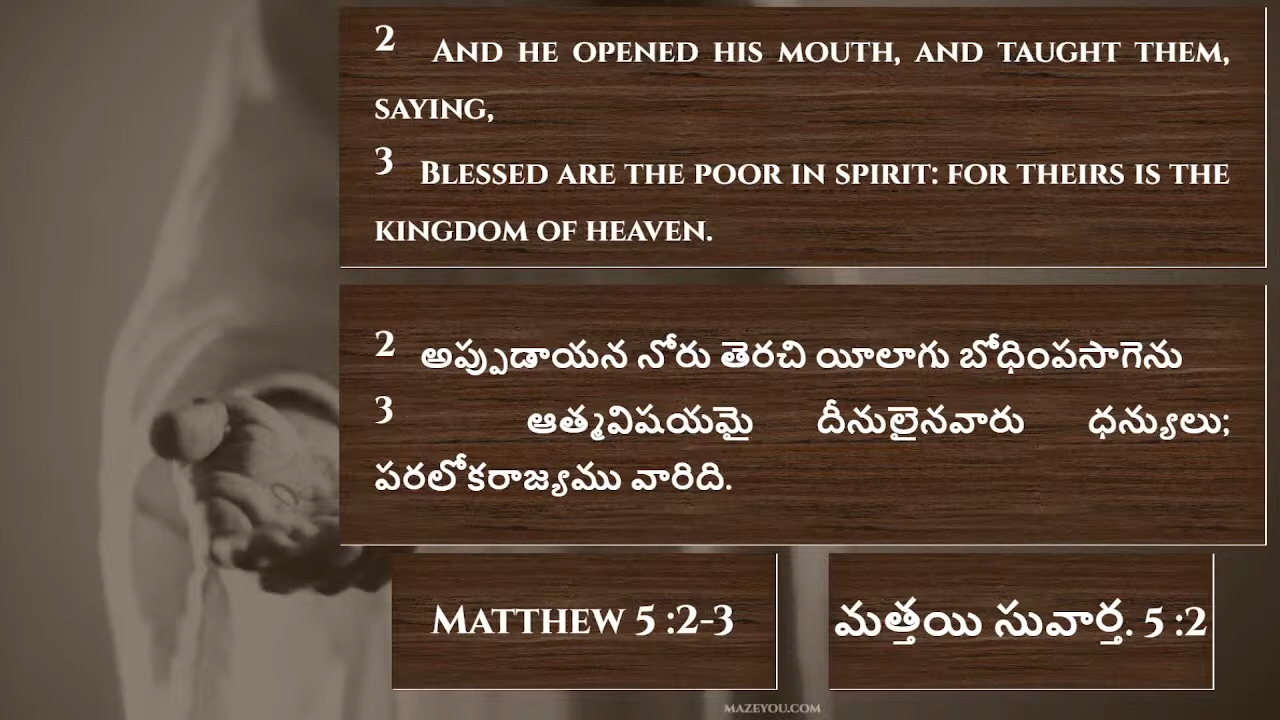 2 And he opened his mouth, and taught them,
saying,
3 Blessed are the poor in spirit: for theirs is the
kingdom of heaven.
2 అప్పుడాయన నోరు తెరచి యీలాగు బోధింపసాగెను
3 ఆత్మవిషయమై దీనులైనవారు ధన్యులు;
పరలోకరాజ్యము వారిది.
Matthew 5 :2-3
మత్తయి సువార్త. 5 :2
MAZEYOU.COM